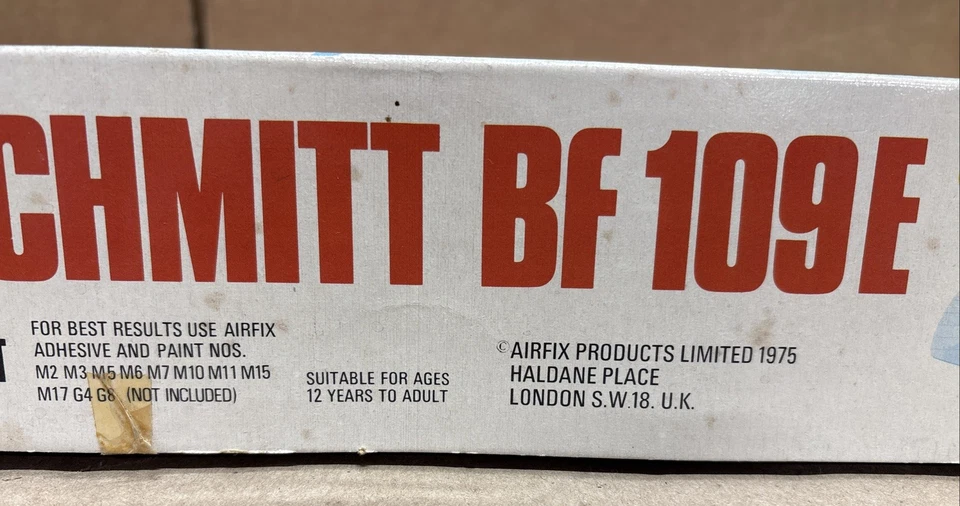 CHMITT BF 109E
T
FOR BEST RESULTS USE AIRFIX
ADHESIVE AND PAINT NOS.
M2 M3 M5 M6 M7 M10 M11 M15
M17 G4 G8 (NOT INCLUDED)
SUITABLE FOR AGES
12 YEARS TO ADULT
©AIRFIX PRODUCTS LIMITED 1975
HALDANE PLACE
LONDON S.W.18. U.K.